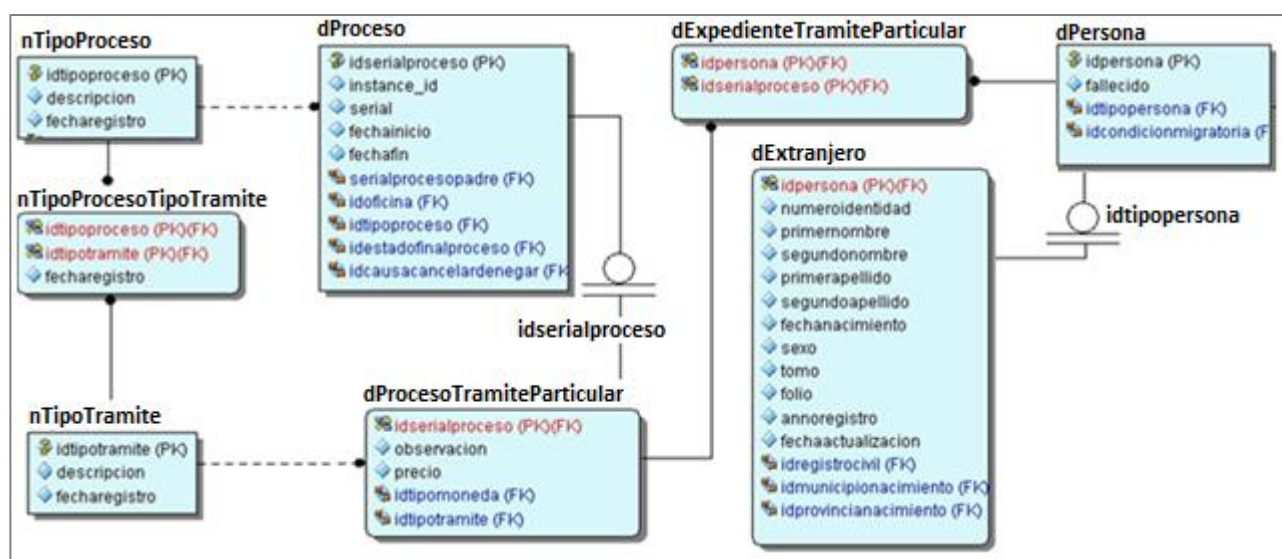 nTipoProceso
idtipoproceso (PK)
descripcion
fecharegistro
dProceso
idserialproceso (PK)
instance_id
serial
fechainicio
fechafin
serialprocesopadre (FK)
idoficina (FK)
idtipoproceso (FK)
idestadofinalproceso (FK)
idcausacancelardenegar (FK
dExpedienteTramiteParticular
idpersona (PK)(FK)
idserialproceso (PK)(FK)
dPersona
idpersona (PK)
fallecido
idtipopersona (FK)
idcondicionmigratoria (F
nTipoProcesoTipoTramite
idtipoproceso (PK)(FK)
idtipotramite (PK)(FK)
fecharegistro
dExtranjero
idpersona (PK)(FK)
numeroidentidad
primernombre
segundonombre
primerapellido
segundoapellido
fechanacimiento
sexo
tomo
folio
annoregistro
fechaactualizacion
idregistrocivil (FK)
idmunicipionacimiento (FK)
idprovincianacimiento (FK)
idtipopersona
idserialproceso
nTipoTramite
idtipotramite (PK)
descripcion
fecharegistro
dProcesoTramiteParticular
idserialproceso (PK)(FK)
observacion
precio
idtipomoneda (FK)
idtipotramite (FK)